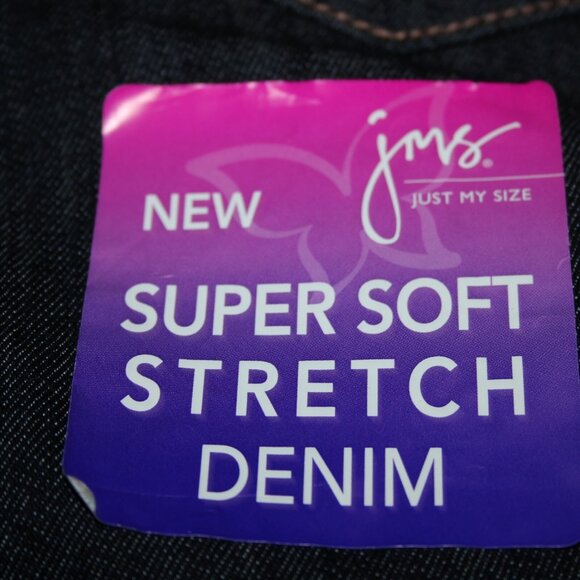 jms®
JUST MY SIZE
NEW
SUPER SOFT
STRETCH
DENIM